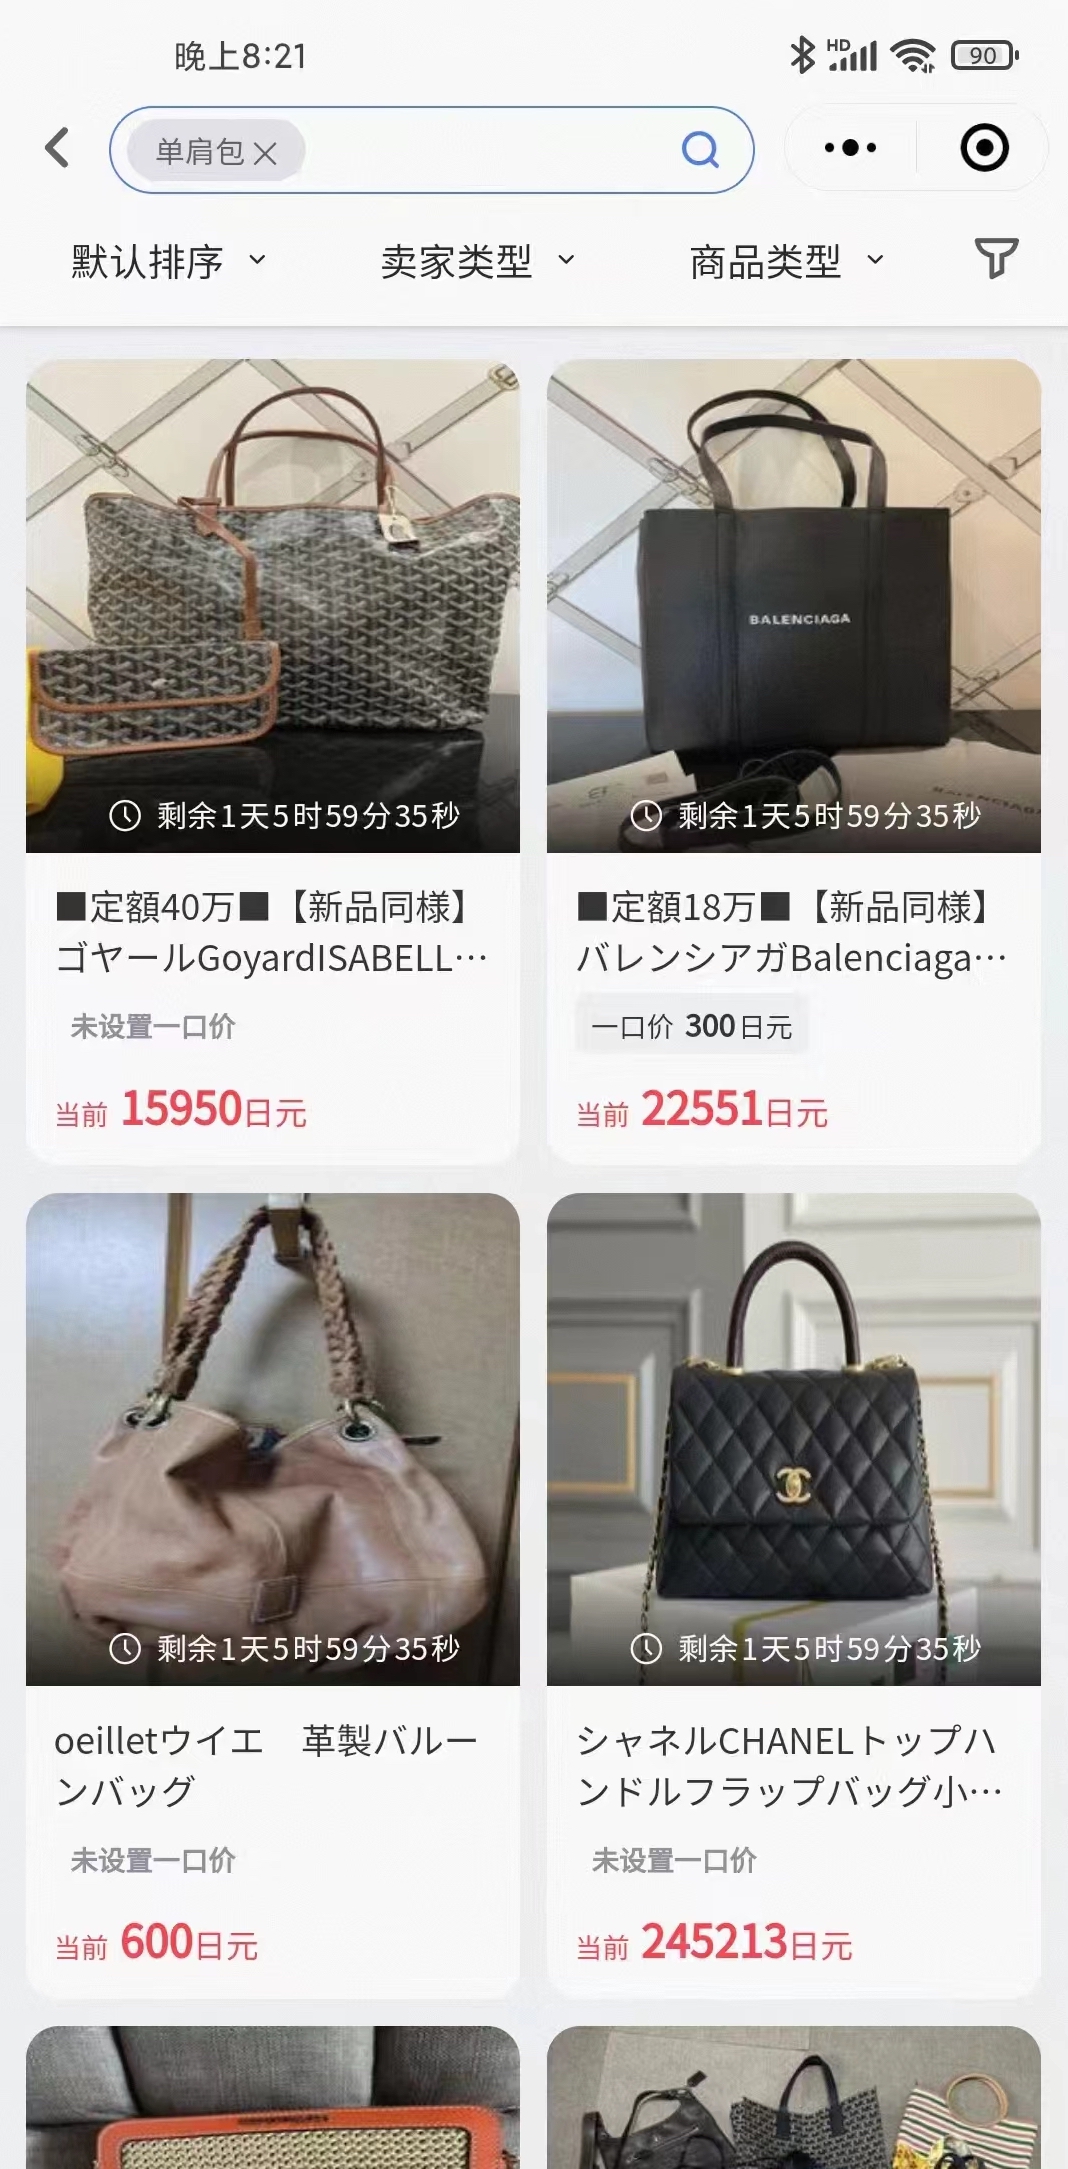 晚上8:21
HD
90
单肩包
默认排序
卖家类型
商品类型
剩余1天5时59分35秒
■定額40万■【新品同様】
ゴヤールGoyardISABELL…
未设置一口价
当前 15950日元
BALENCIAGA
剩余1天5时59分35秒
■定額18万■【新品同様】
バレンシアガBalenciaga…
一口价 300日元
当前 22551日元
剩余1天5时59分35秒
oeilletウイエ　革製バルー
ンバッグ
未设置一口价
当前 600日元
剩余1天5时59分35秒
シャネルCHANELトップハ
ンドルフラップバッグ小…
未设置一口价
当前 245213日元